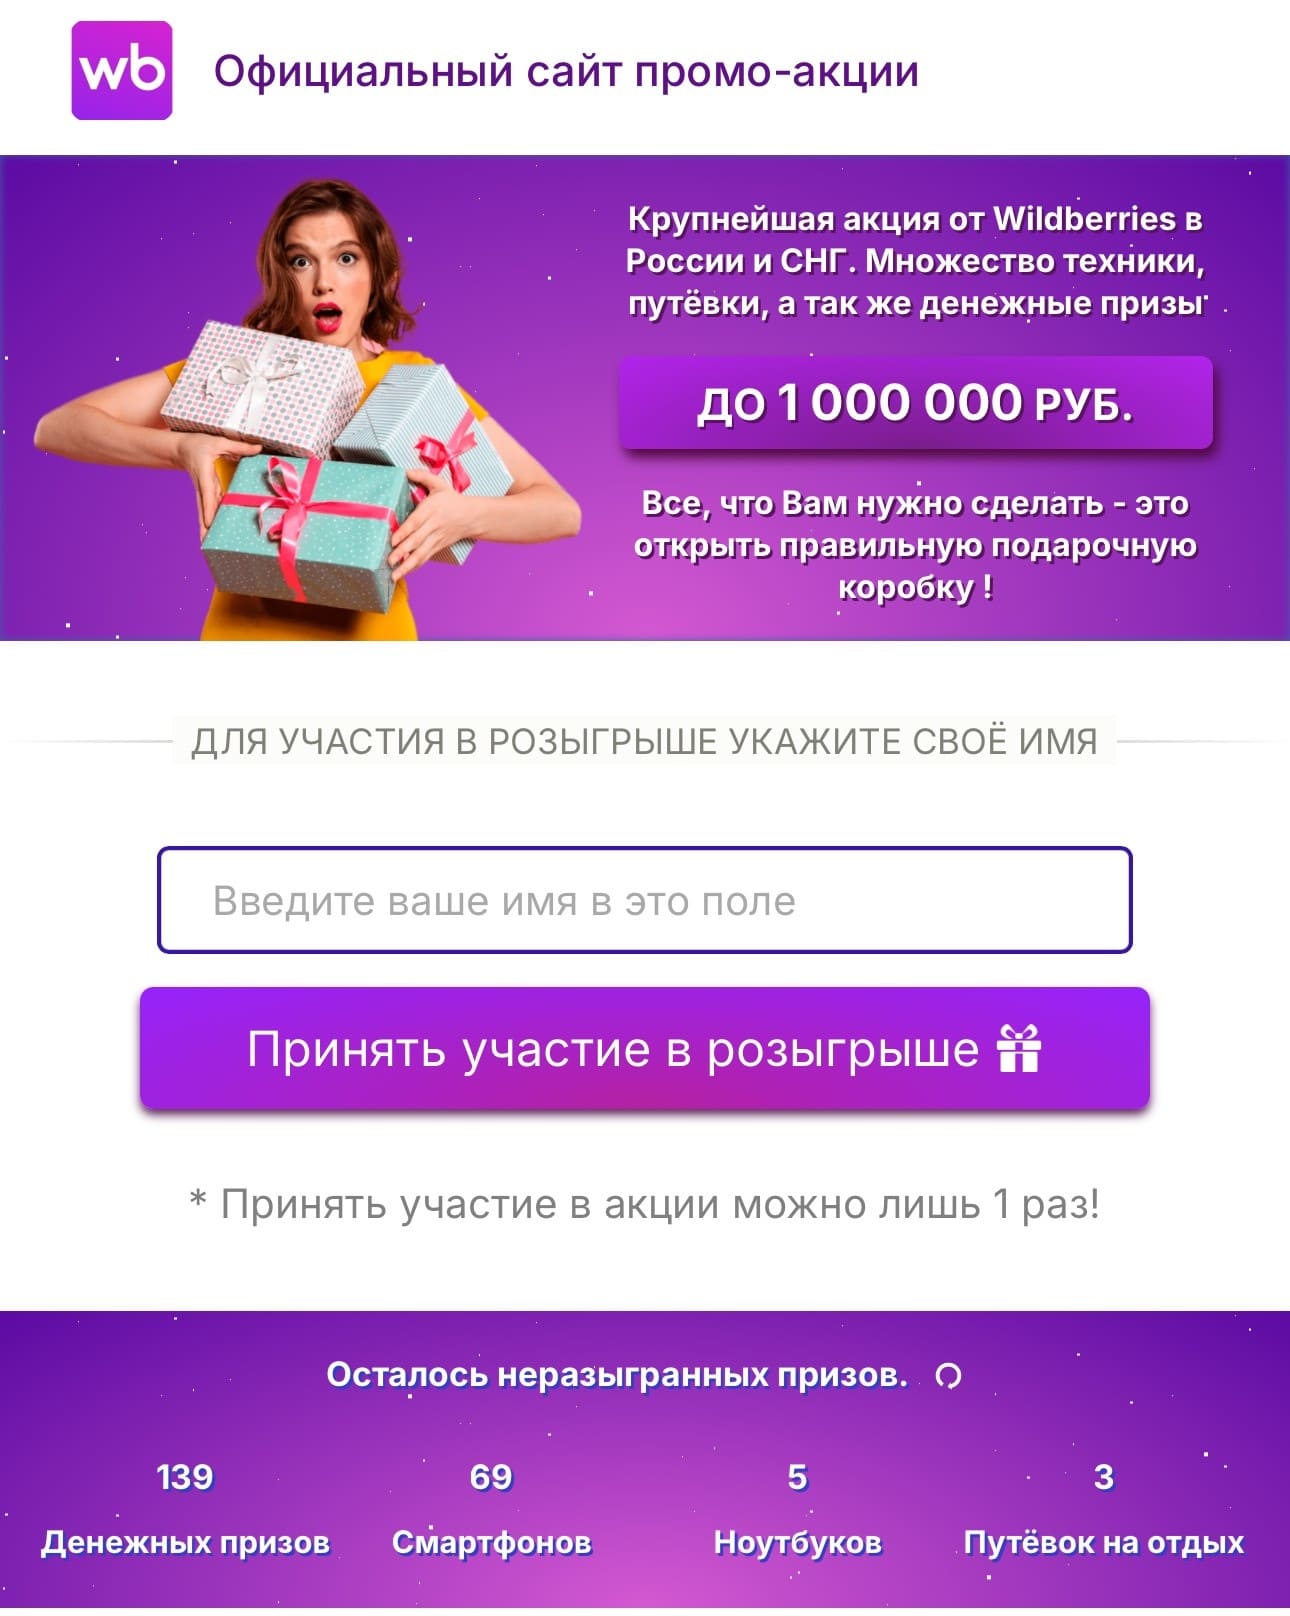 wb
Официальный сайт промо-акции
Крупнейшая акция от Wildberries в
России и СНГ. Множество техники,
путёвки, а так же денежные призы
ДО 1 000 000 РУБ.
Все, что Вам нужно сделать - это
открыть правильную подарочную
коробку !
ДЛЯ УЧАСТИЯ В РОЗЫГРЫШЕ УКАЖИТЕ СВОЁ ИМЯ
Введите ваше имя в это поле
Принять участие в розыгрыше
* Принять участие в акции можно лишь 1 раз!
Осталось неразыгранных призов.
139 69 5 3
Денежных призов Смартфонов Ноутбуков Путёвок на отдых